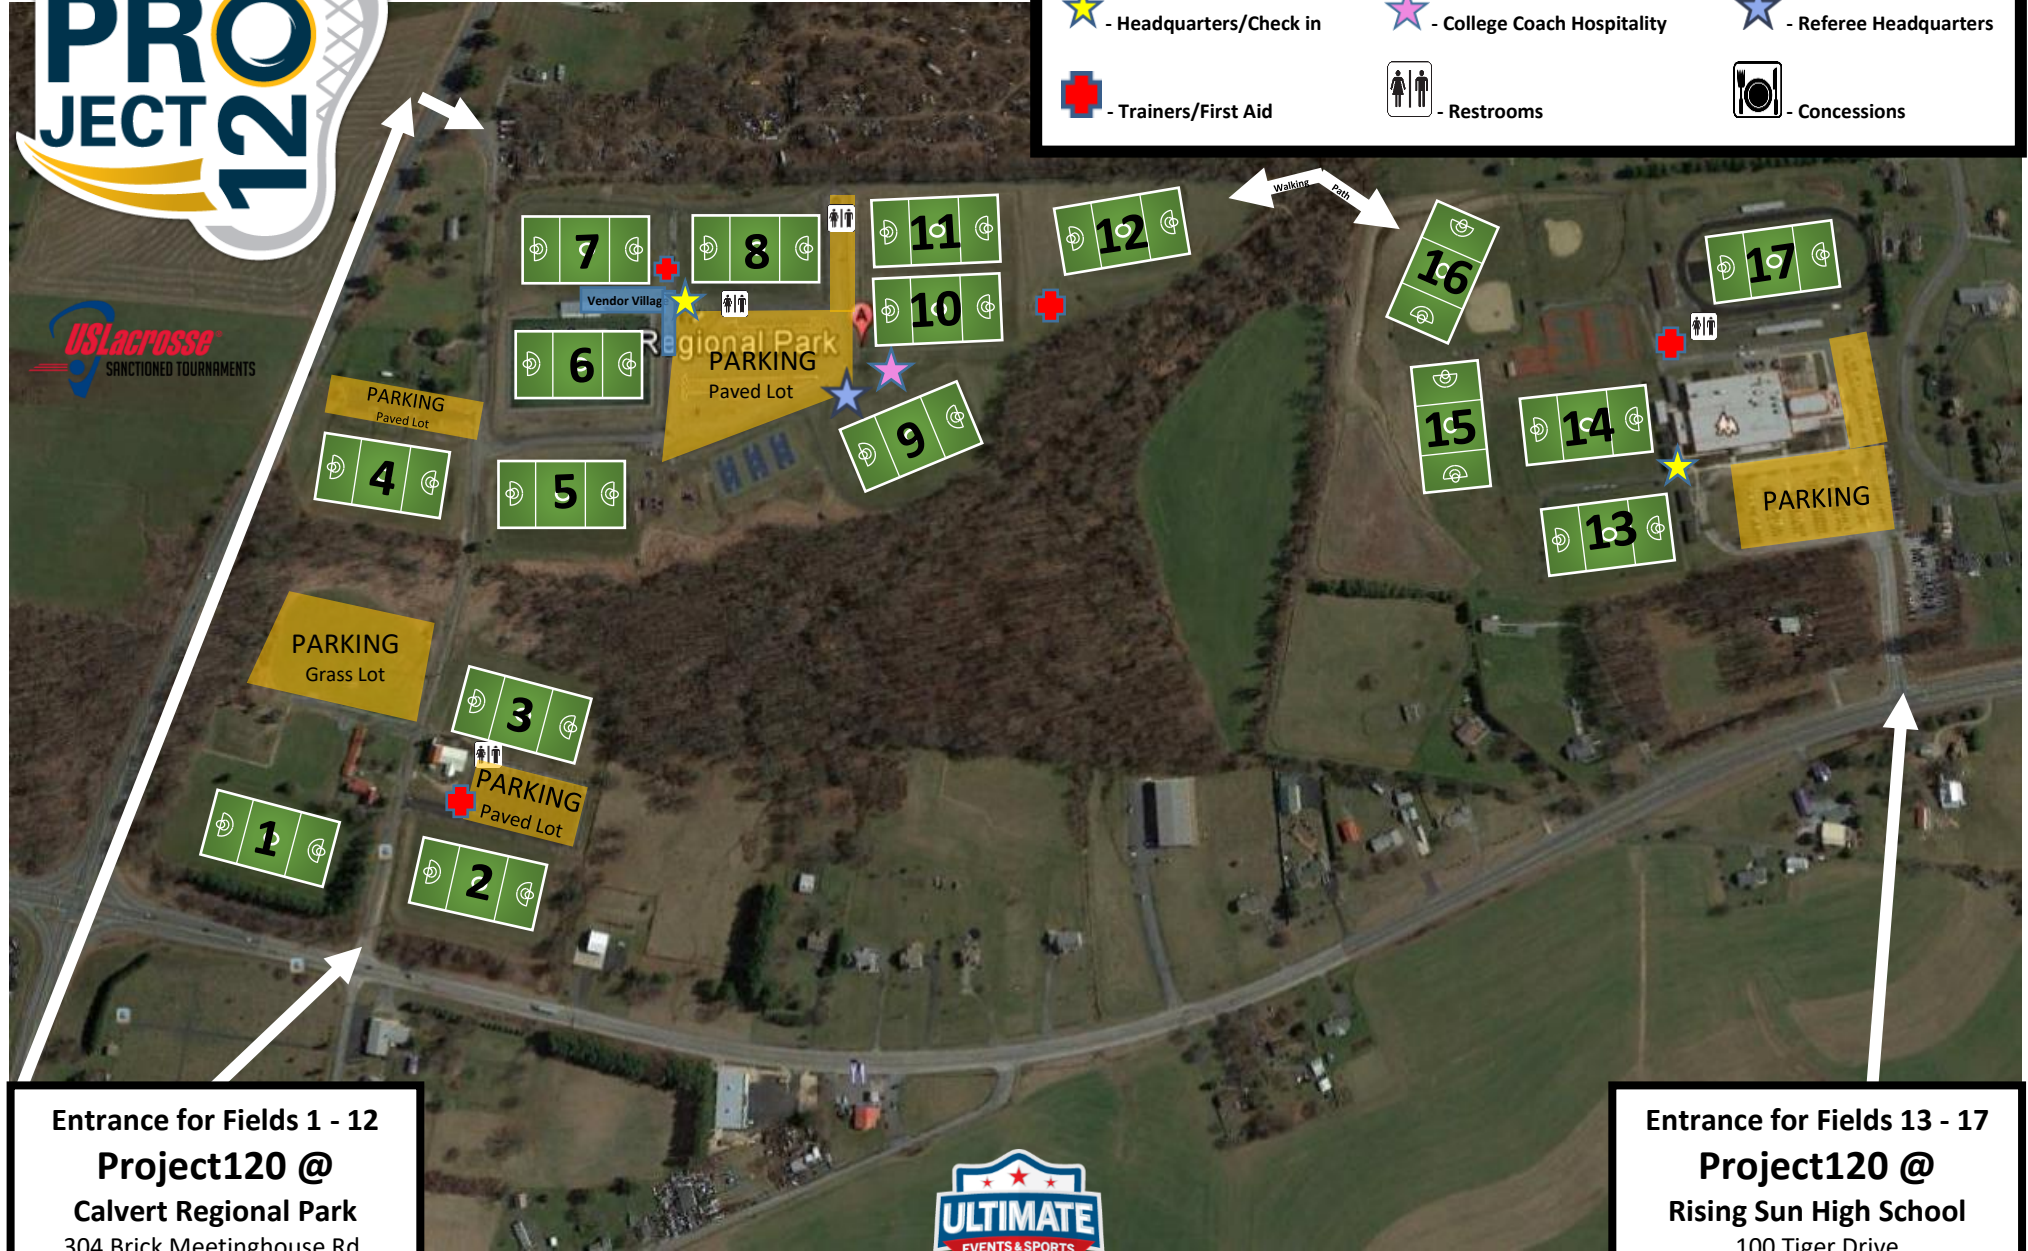 PRO
JECT
120
- Headquarters/Check in
- College Coach Hospitality
- Referee Headquarters
- Trainers/First Aid
- Restrooms
- Concessions
Walking
Path
7
8
11
12
16
17
Vendor Villag
10
A
Regional Park
6
PARKING
Paved Lot
USLacrosse
SANCTIONED TOURNAMENTS
PARKING
Paved Lot
9
15
14
4
5
PARKING
13
PARKING
Grass Lot
3
PARKING
Paved Lot
1
2
Entrance for Fields 1 - 12
Project120 @
Calvert Regional Park
304 Brick Meetinghouse Rd
ULTIMATE
EVENTS & SPORTS
Entrance for Fields 13 - 17
Project120 @
Rising Sun High School
100 Tiger Drive